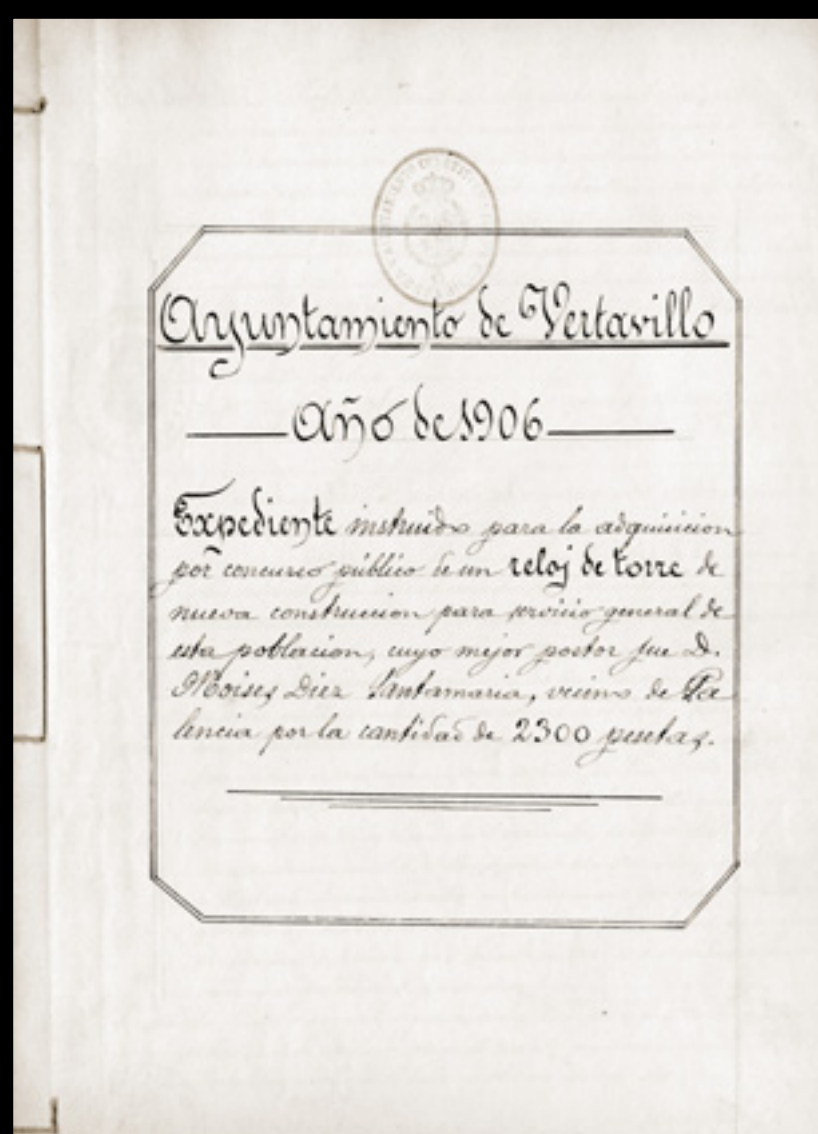 Ayuntamiento de Vertavillo
Año de 1906
Expediente instruido para la adquisicion
por concurso público de un reloj de torre de
nueva construccion para servicio general de
esta poblacion, cuyo mejor postor fue D.
Moises Diez Santamaria, vecino de Pa
lencia por la cantidad de 2300 pesetas.